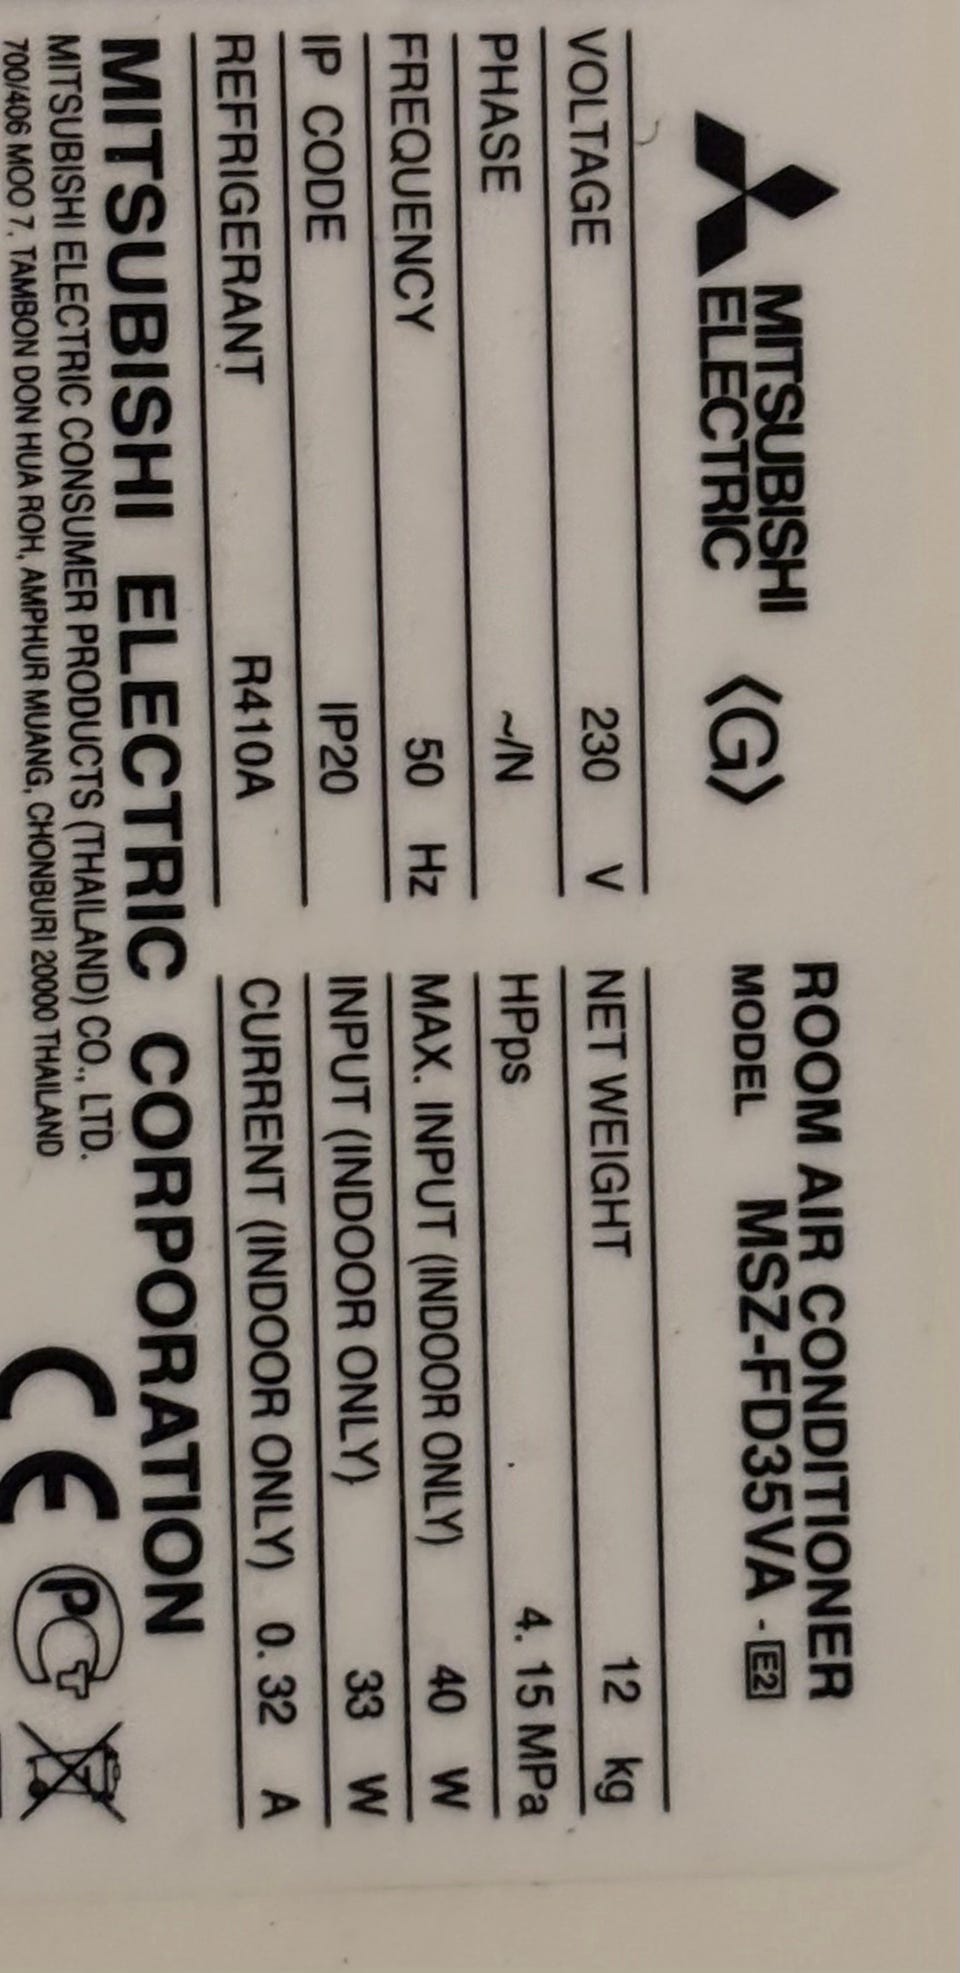 MITSUBISHI
ELECTRIC
⟨G⟩
ROOM AIR CONDITIONER
MODEL MSZ-FD35VA - E2
VOLTAGE 230 V
PHASE ~/N
FREQUENCY 50 Hz
IP CODE IP20
REFRIGERANT R410A
NET WEIGHT 12 kg
HPps 4. 15 MPa
MAX. INPUT (INDOOR ONLY) 40 W
INPUT (INDOOR ONLY) 33 W
CURRENT (INDOOR ONLY) 0. 32 A
MITSUBISHI ELECTRIC CORPORATION
MITSUBISHI ELECTRIC CONSUMER PRODUCTS (THAILAND) CO., LTD.
700/406 MOO 7, TAMBON DON HUA ROH, AMPHUR MUANG, CHONBURI 20000 THAILAND
CE
РСТ